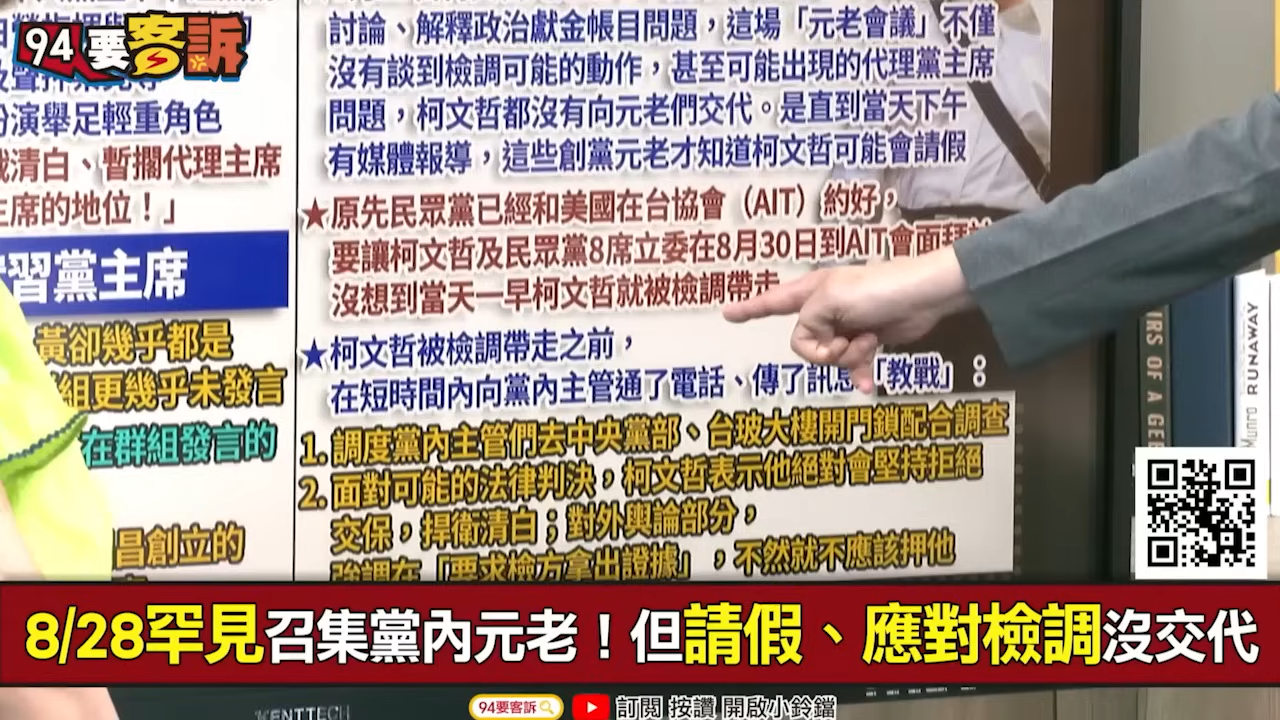 94要客訴
討論、解釋政治獻金帳目問題，這場「元老會議」不僅
沒有談到檢調可能的動作，甚至可能出現的代理黨主席
問題，柯文哲都沒有向元老們交代。是直到當天下午
有媒體報導，這些創黨元老才知道柯文哲可能會請假
★原先民眾黨已經和美國在台協會（AIT）約好，
要讓柯文哲及民眾黨8席立委在8月30日到AIT會面拜
沒想到當天一早柯文哲就被檢調帶走
★柯文哲被檢調帶走之前，
在短時間內向黨內主管通了電話、傳了訊息「教戰」：
1. 調度黨內主管們去中央黨部、台玻大樓開門鎖配合調查
2. 面對可能的法律判決，柯文哲表示他絕對會堅持拒絕
交保，捍衛清白；對外輿論部分，
強調在「要求檢方拿出證據」，不然就不應該押他
演舉足輕重角色
清白、暫擱代理主席
主席的地位！」
習黨主席
黃卻幾乎都是
組更幾乎未發言
在群組發言的
昌創立的
RUNAWAY
Munro
IRS OF A GE
8/28罕見召集黨內元老！但請假、應對檢調沒交代
KENTTECH
94要客訴
訂閱 按讚 開啟小鈴鐺